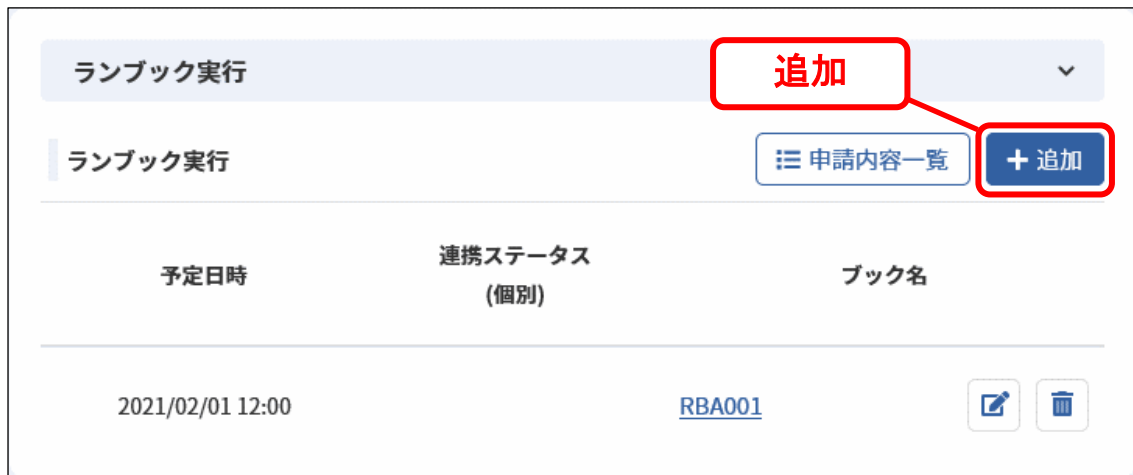 ランブック実行
追加
ランブック実行
申請内容一覧
+ 追加
予定日時
連携ステータス
(個別)
ブック名
2021/02/01 12:00
RBA001